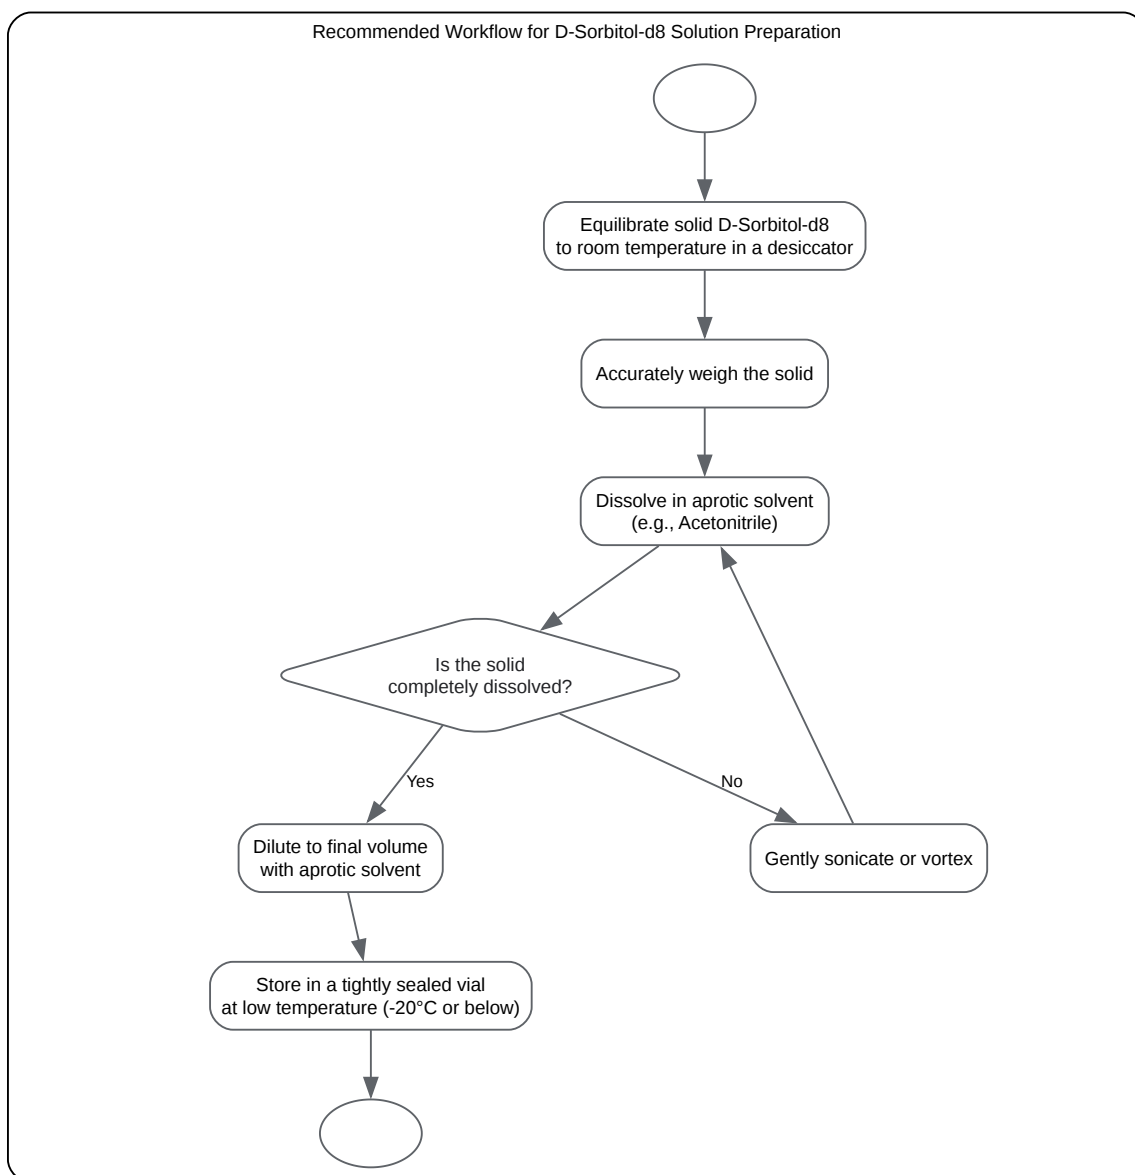 Recommended Workflow for D-Sorbitol-d8 Solution Preparation
Equilibrate solid D-Sorbitol-d8
to room temperature in a desiccator
Accurately weigh the solid
Dissolve in aprotic solvent
(e.g., Acetonitrile)
Is the solid
completely dissolved?
Yes
No
Dilute to final volume
with aprotic solvent
Gently sonicate or vortex
Store in a tightly sealed vial
at low temperature (-20°C or below)